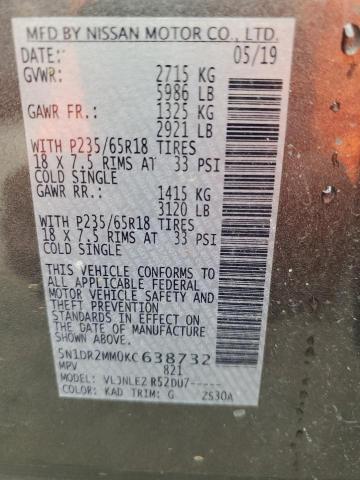 MFD BY NISSAN MOTOR CO., LTD.
DATE: 05/19
GVWR: 2715 KG
5986 LB
GAWR FR.: 1325 KG
2921 LB
WITH P235/65R18 TIRES
18 X 7.5 RIMS AT 33 PSI
COLD SINGLE
GAWR RR.: 1415 KG
3120 LB
WITH P235/65R18 TIRES
18 X 7.5 RIMS AT 33 PSI
COLD SINGLE
THIS VEHICLE CONFORMS TO
ALL APPLICABLE FEDERAL
MOTOR VEHICLE SAFETY AND
THEFT PREVENTION
STANDARDS IN EFFECT ON
THE DATE OF MANUFACTURE
SHOWN ABOVE.
5N1DR2MM0KC638732
MPV 821
MODEL: VLJNLEZ R52DU7-----
COLOR: KAD TRIM: G 2530A